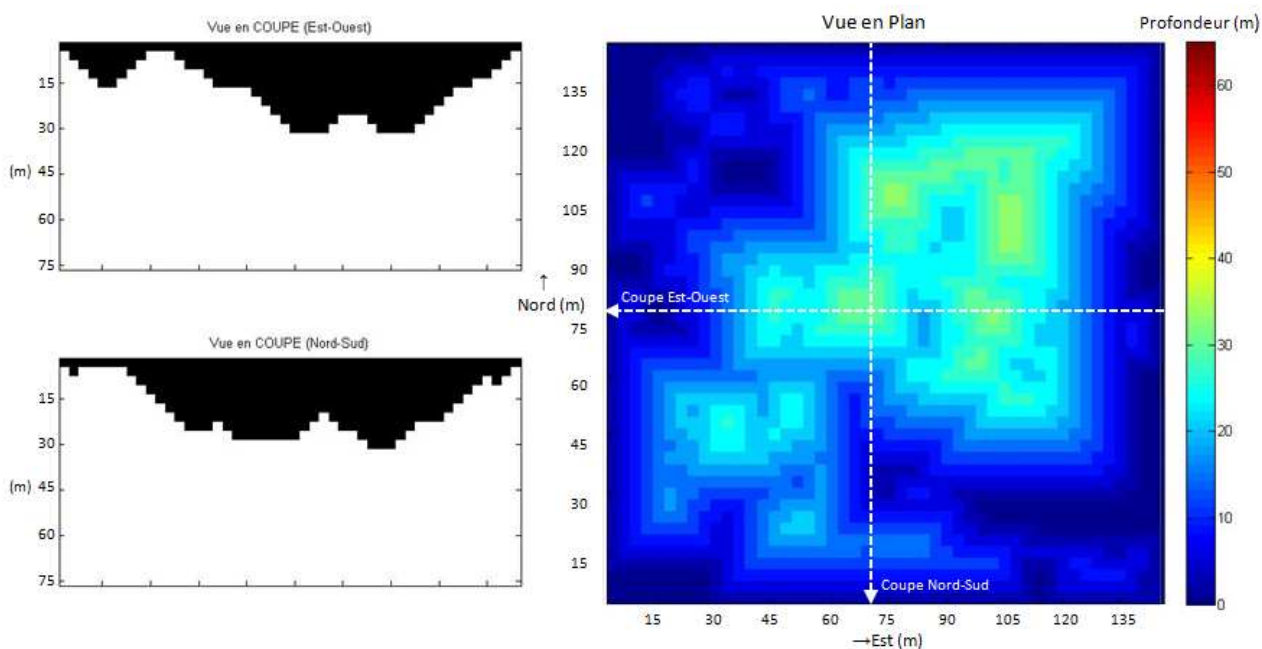 Vue en COUPE (Est-Ouest)
15
30
45
60
75
(m)
Vue en COUPE (Nord-Sud)
15
30
45
60
75
(m)
Vue en Plan
Profondeur (m)
135
120
105
90
75
60
45
30
15
↑
Nord (m)
Coupe Est-Ouest
Coupe Nord-Sud
15 30 45 60 75 90 105 120 135
→Est (m)
60
50
40
30
20
10
0